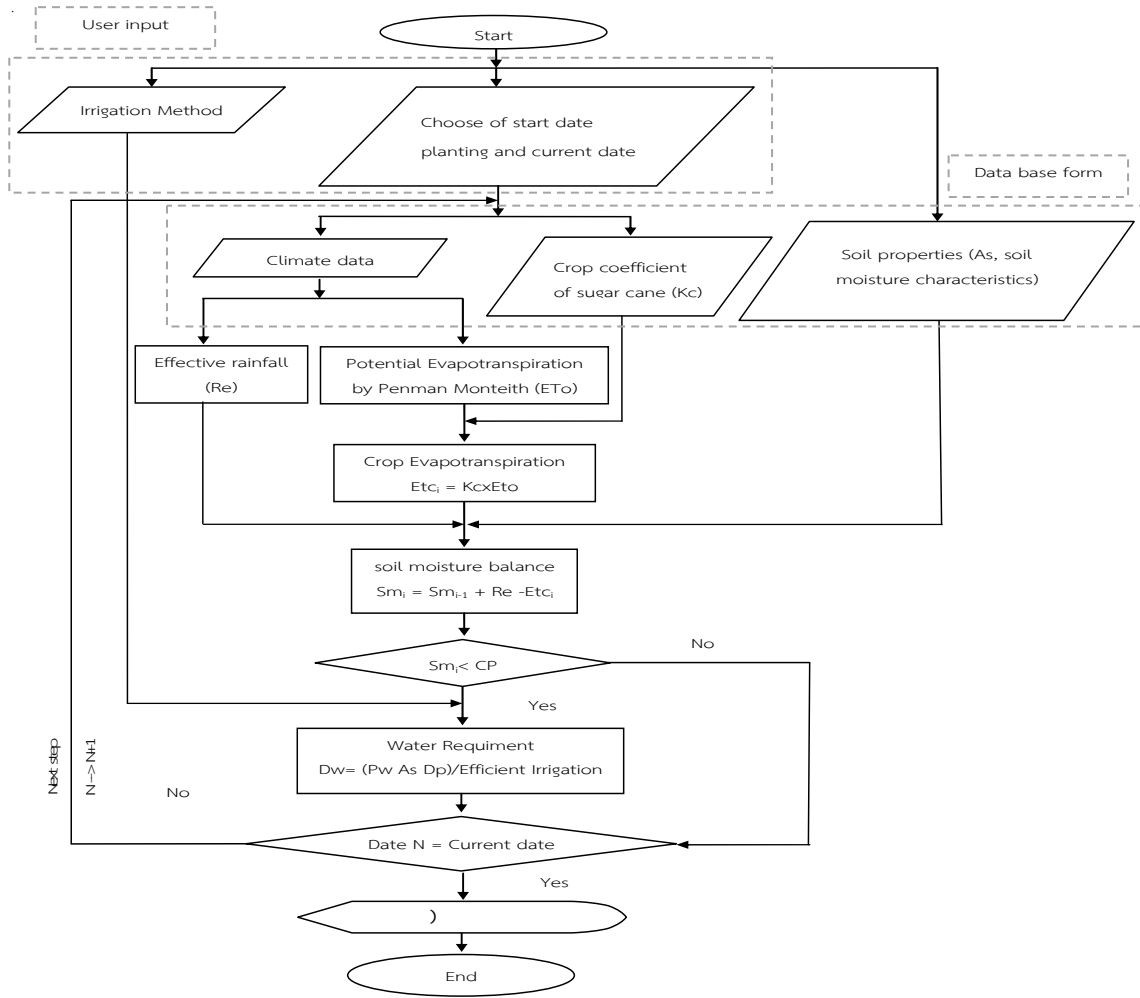 User input
Start
Irrigation Method
Choose of start date
planting and current date
Data base form
Climate data
Crop coefficient
of sugar cane (Kc)
Soil properties (As, soil
moisture characteristics)
Effective rainfall
(Re)
Potential Evapotranspiration
by Penman Monteith (ETo)
Crop Evapotranspiration
Etcᵢ = KcxEto
soil moisture balance
Smᵢ = Smᵢ₋₁ + Re -Etcᵢ
Smᵢ< CP
No
Yes
Water Requiment
Dw= (Pw As Dp)/Efficient Irrigation
Next step
N --> N+1
No
Date N = Current date
Yes
)
End